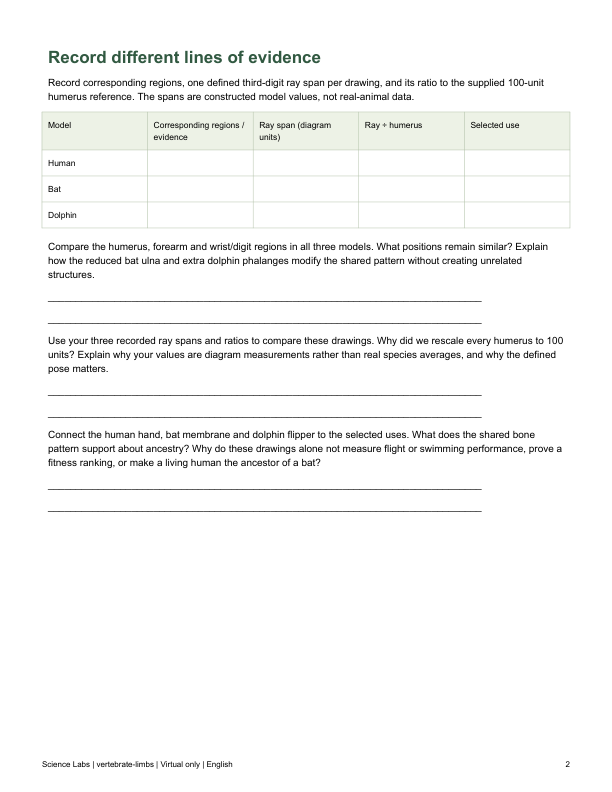 Record different lines of evidence
Record corresponding regions, one defined third-digit ray span per drawing, and its ratio to the supplied 100-unit
humerus reference. The spans are constructed model values, not real-animal data.
Model
Corresponding regions /
evidence
Ray span (diagram
units)
Ray ÷ humerus
Selected use
Human
Bat
Dolphin
Compare the humerus, forearm and wrist/digit regions in all three models. What positions remain similar? Explain
how the reduced bat ulna and extra dolphin phalanges modify the shared pattern without creating unrelated
structures.
Use your three recorded ray spans and ratios to compare these drawings. Why did we rescale every humerus to 100
units? Explain why your values are diagram measurements rather than real species averages, and why the defined
pose matters.
Connect the human hand, bat membrane and dolphin flipper to the selected uses. What does the shared bone
pattern support about ancestry? Why do these drawings alone not measure flight or swimming performance, prove a
fitness ranking, or make a living human the ancestor of a bat?
Science Labs | vertebrate-limbs | Virtual only | English
2